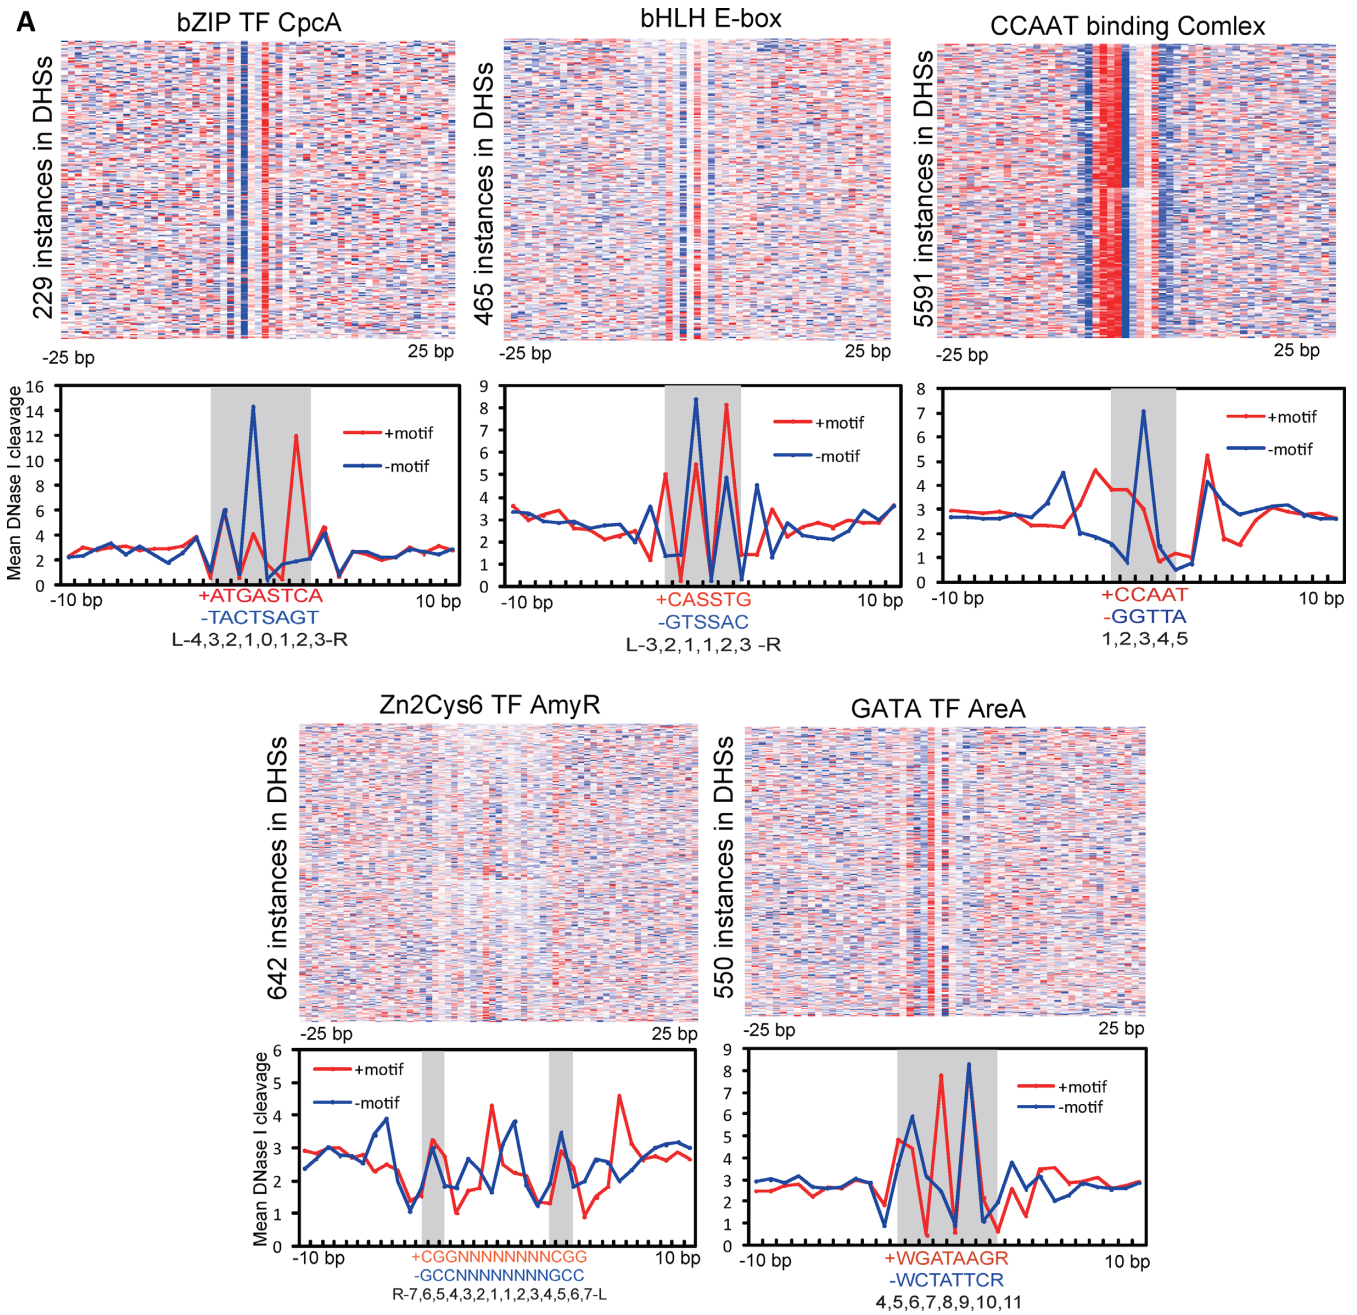 A
bZIP TF CpcA
bHLH E-box
CCAAT binding Comlex
229 instances in DHSs
465 instances in DHSs
5591 instances in DHSs
-25 bp
25 bp
-25 bp
25 bp
-25 bp
25 bp
Mean DNase I cleavage
16
14
12
10
8
6
4
2
0
+motif
-motif
-10 bp
10 bp
+ATGASTCA
-TACTSAGT
L-4,3,2,1,0,1,2,3-R
9
8
7
6
5
4
3
2
1
0
+motif
-motif
-10 bp
10 bp
+CASSTG
-GTSSAC
L-3,2,1,1,2,3 -R
8
7
6
5
4
3
2
1
0
+motif
-motif
-10 bp
10 bp
+CCAAT
-GGTTA
1,2,3,4,5
Zn2Cys6 TF AmyR
GATA TF AreA
642 instances in DHSs
550 instances in DHSs
-25 bp
25 bp
-25 bp
25 bp
Mean DNase I cleavage
6
5
4
3
2
1
0
+motif
-motif
-10 bp
10 bp
+CGGNNNNNNNNCGG
-GCCNNNNNNNNGCC
R-7,6,5,4,3,2,1,1,2,3,4,5,6,7-L
9
8
7
6
5
4
3
2
1
0
+motif
-motif
-10 bp
10 bp
+WGATAAGR
-WCTATTCR
4,5,6,7,8,9,10,11